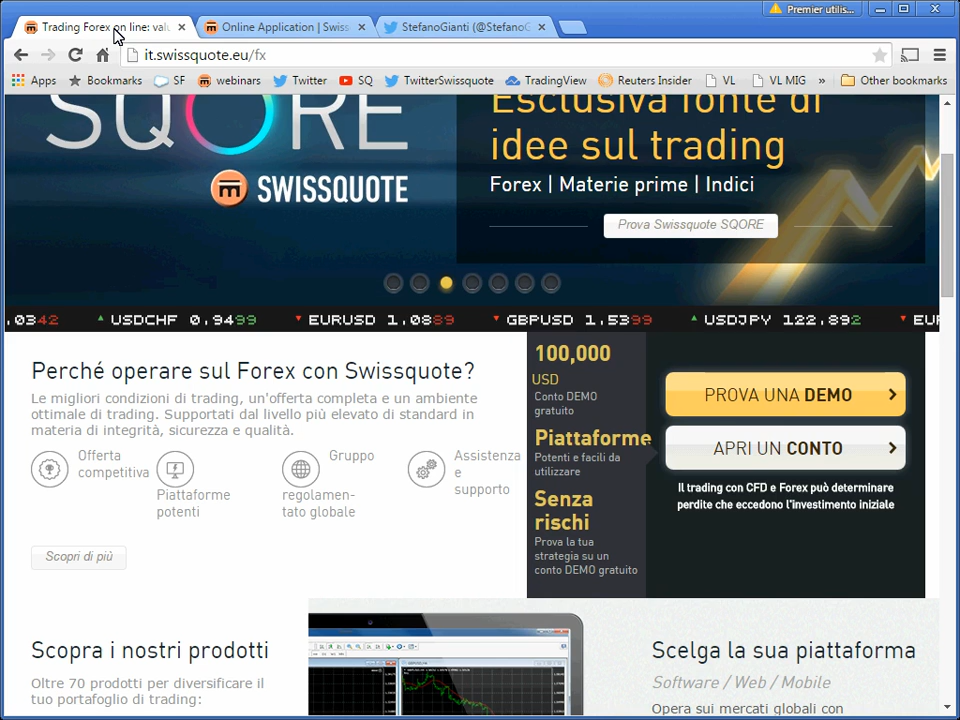 Premier utilis...
Trading Forex on line: valu
Online Application | Swiss
StefanoGianti (@StefanoG
it.swissquote.eu/fx
Apps
Bookmarks
SF
webinars
Twitter
SQ
TwitterSwissquote
TradingView
Reuters Insider
VL
VL MIG
»
Other bookmarks
SQORE
SWISSQUOTE
Esclusiva fonte di
idee sul trading
Forex | Materie prime | Indici
Prova Swissquote SQORE
.0342 USDCHF 0.9499 EURUSD 1.0889 GBPUSD 1.5399 USDJPY 122.892 EUR
Perché operare sul Forex con Swissquote?
Le migliori condizioni di trading, un'offerta completa e un ambiente
ottimale di trading. Supportati dal livello più elevato di standard in
materia di integrità, sicurezza e qualità.
Offerta
competitiva
Piattaforme
potenti
Gruppo
regolamen-
tato globale
Assistenza
e
supporto
Scopri di più
100,000
USD
Conto DEMO
gratuito
Piattaforme
Potenti e facili da
utilizzare
Senza
rischi
Prova la tua
strategia su un
conto DEMO gratuito
PROVA UNA DEMO
APRI UN CONTO
Il trading con CFD e Forex può determinare
perdite che eccedono l'investimento iniziale
Scopra i nostri prodotti
Oltre 70 prodotti per diversificare il
tuo portafoglio di trading:
Scelga la sua piattaforma
Software / Web / Mobile
Opera sui mercati globali con